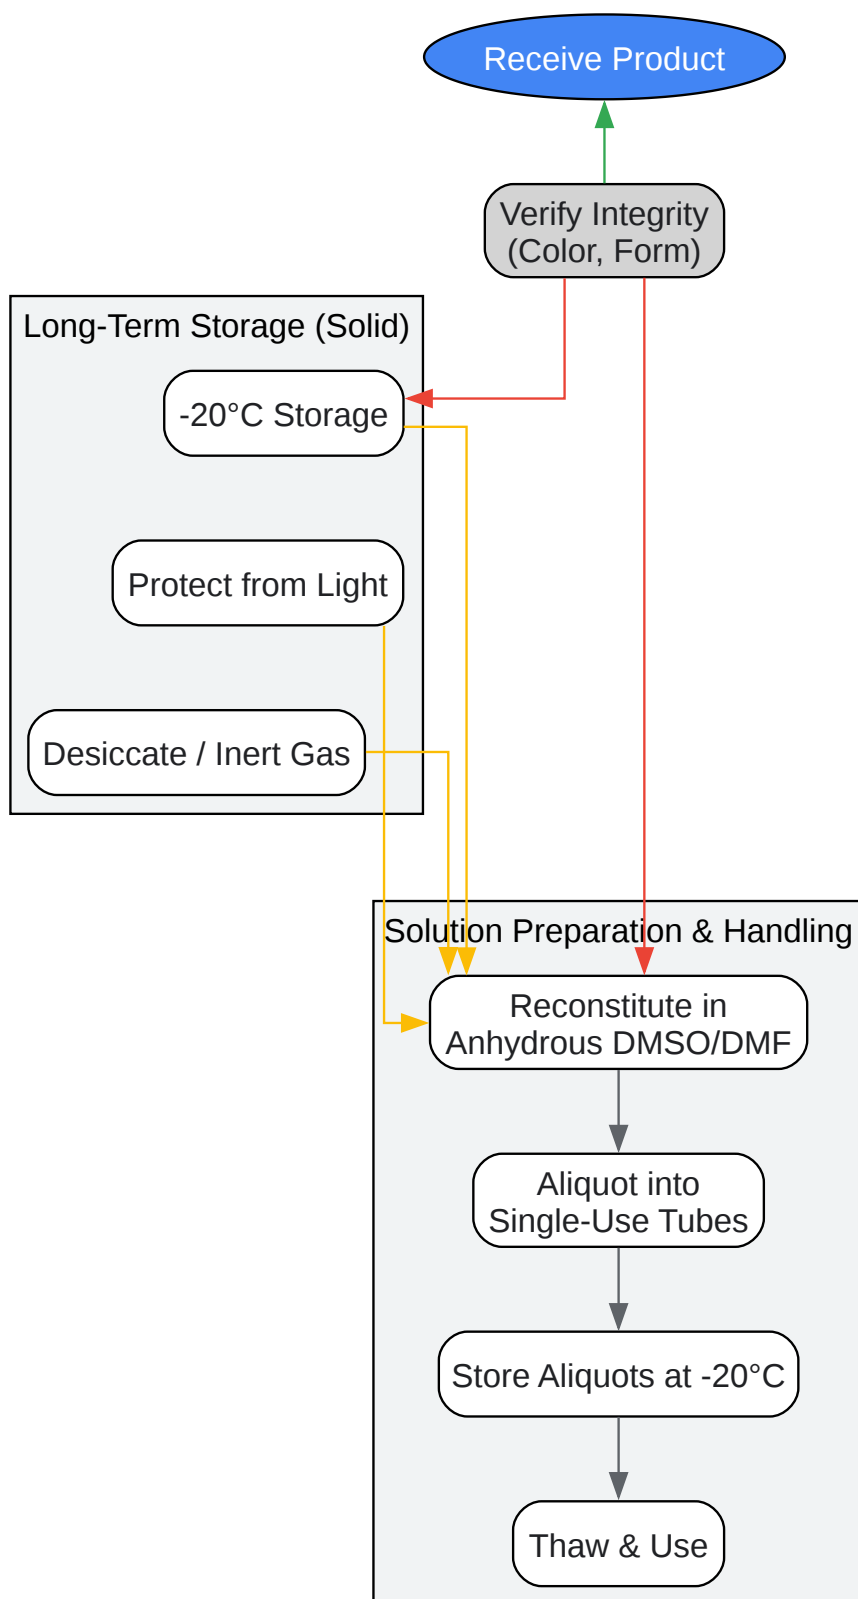 Receive Product
Verify Integrity
(Color, Form)
Long-Term Storage (Solid)
-20°C Storage
Protect from Light
Desiccate / Inert Gas
Solution Preparation & Handling
Reconstitute in
Anhydrous DMSO/DMF
Aliquot into
Single-Use Tubes
Store Aliquots at -20°C
Thaw & Use